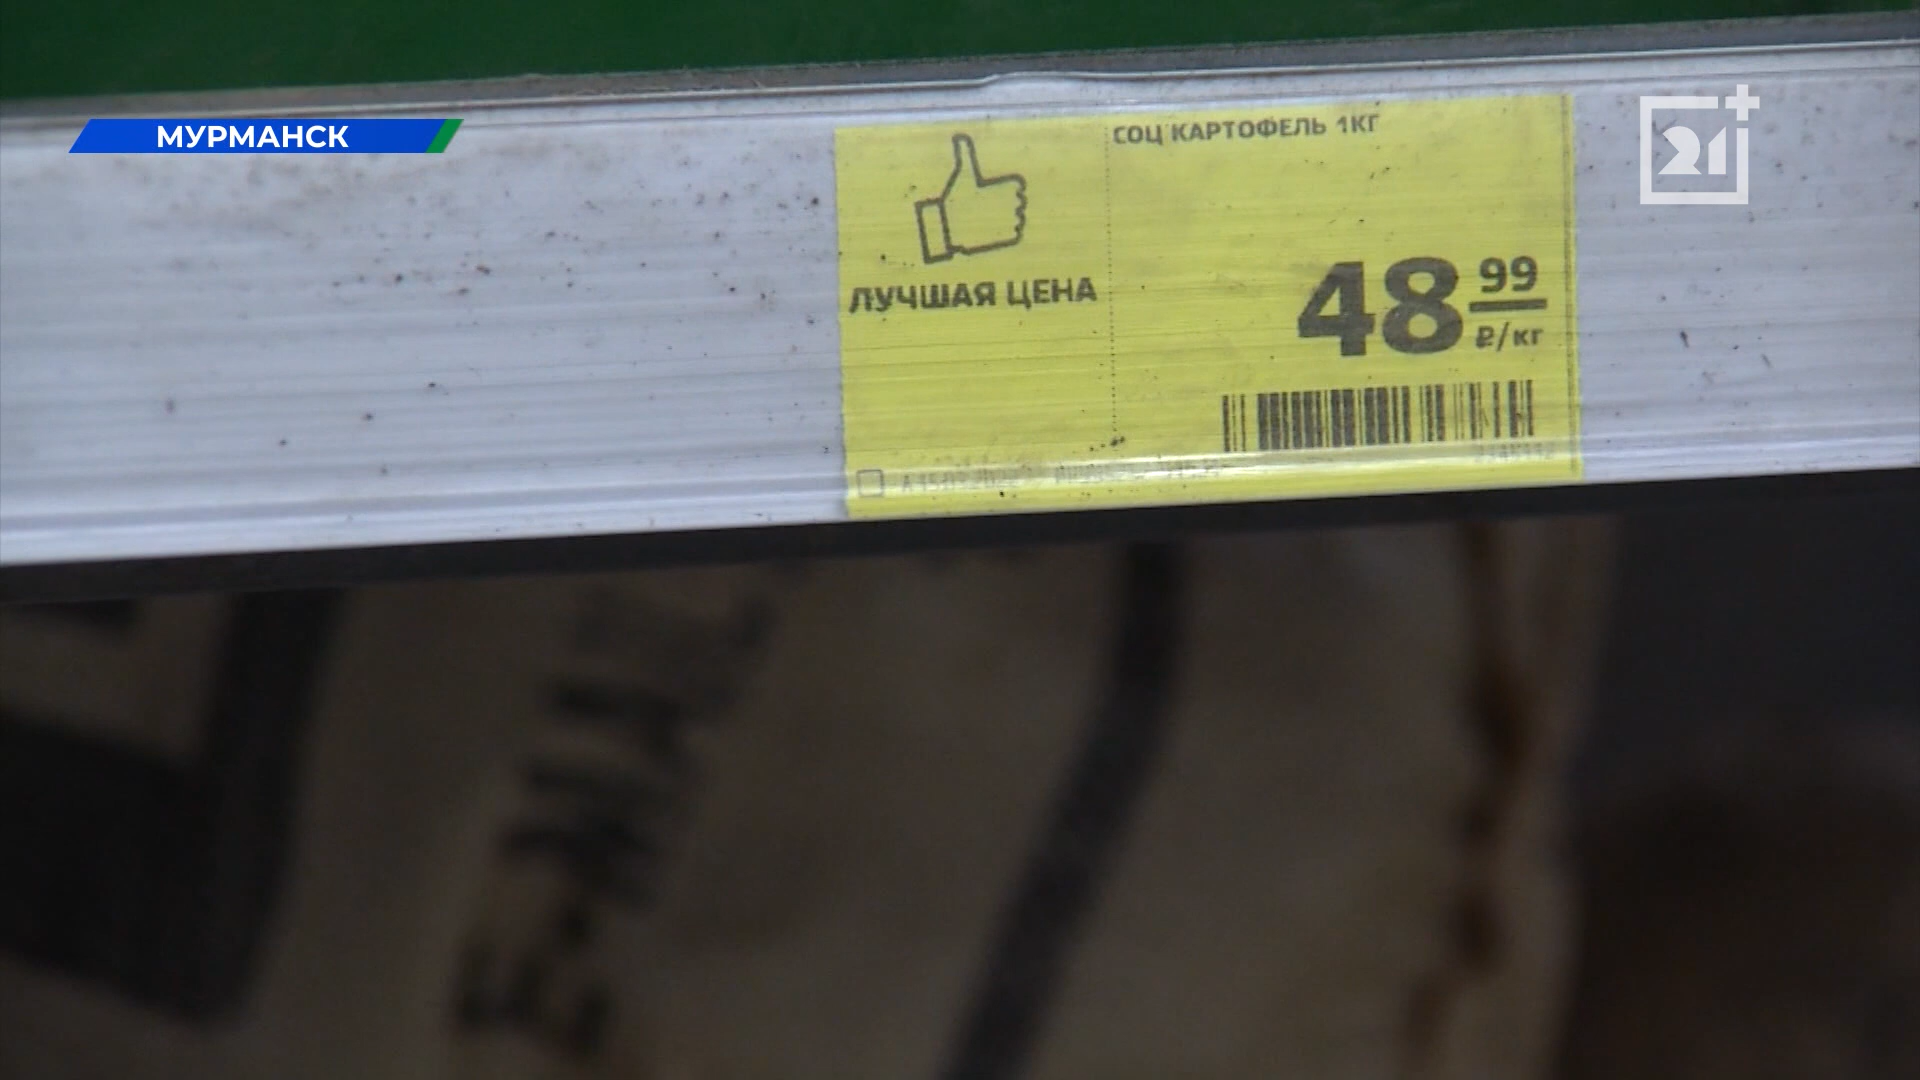 МУРМАНСК
21+
СОЦ КАРТОФЕЛЬ 1КГ
ЛУЧШАЯ ЦЕНА
48 99
₽/кг